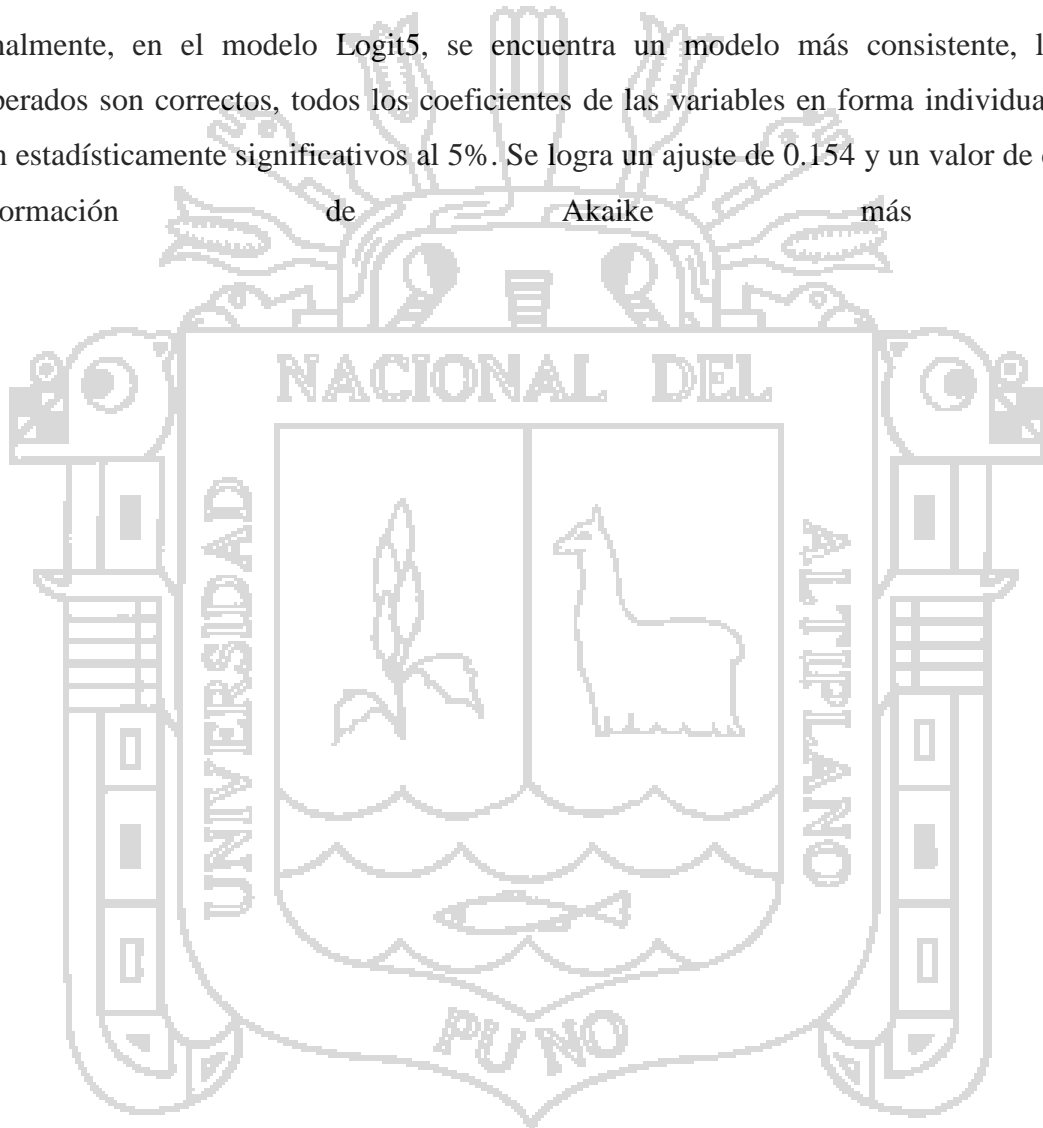 nalmente, en el modelo Logit5, se encuentra un modelo más consistente, l
perados son correctos, todos los coeficientes de las variables en forma individua
n estadísticamente significativos al 5%. Se logra un ajuste de 0.154 y un valor de
ormación de Akaike más
NACIONAL DEL
UNIVERSIDAD
ALTIPLANO
PUNO